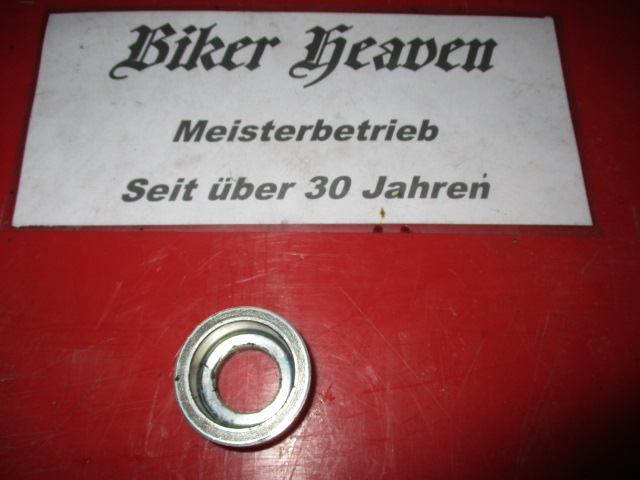 Biker Heaven
Meisterbetrieb
Seit über 30 Jahren